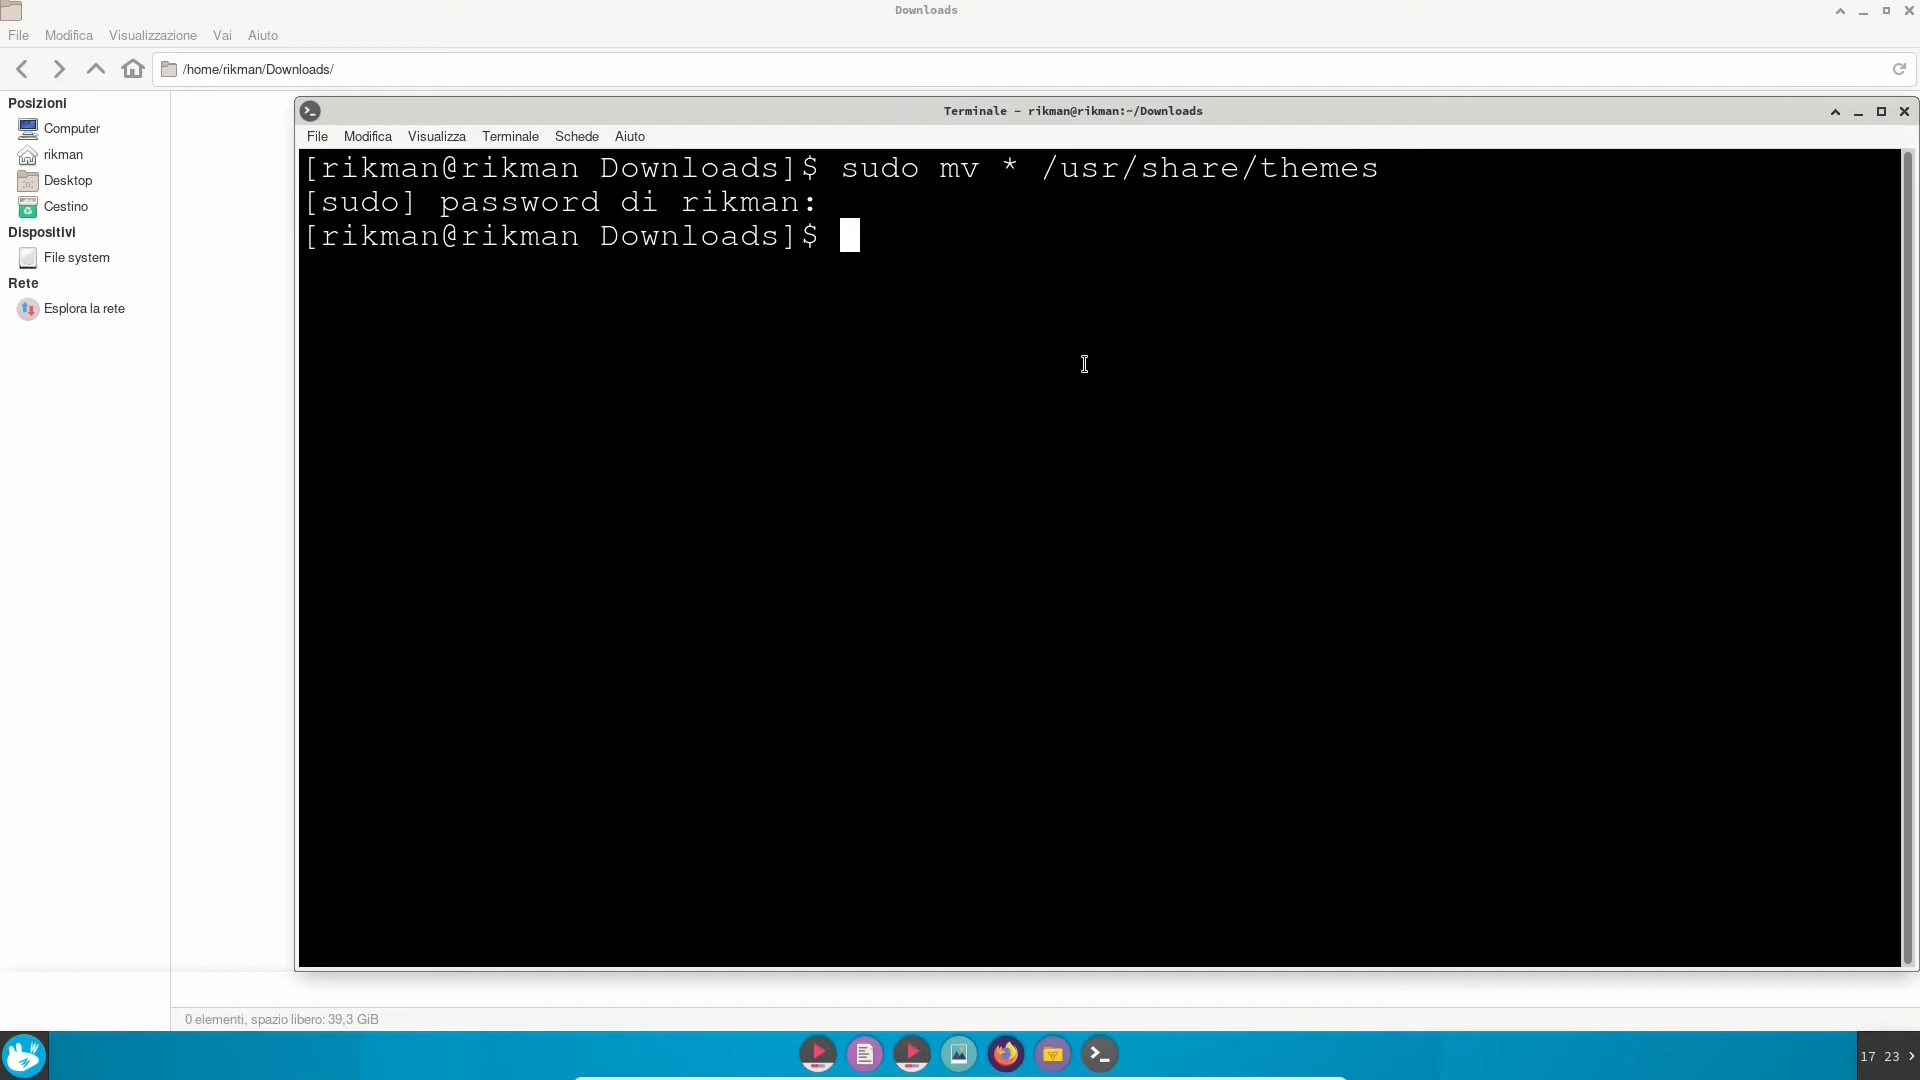 Downloads
File Modifica Visualizzazione Vai Aiuto
/home/rikman/Downloads/
Posizioni
Computer
rikman
Desktop
Cestino
Dispositivi
File system
Rete
Esplora la rete
Terminale - rikman@rikman:~/Downloads
File Modifica Visualizza Terminale Schede Aiuto
[rikman@rikman Downloads]$ sudo mv * /usr/share/themes
[sudo] password di rikman:
[rikman@rikman Downloads]$
0 elementi, spazio libero: 39,3 GiB
17 23